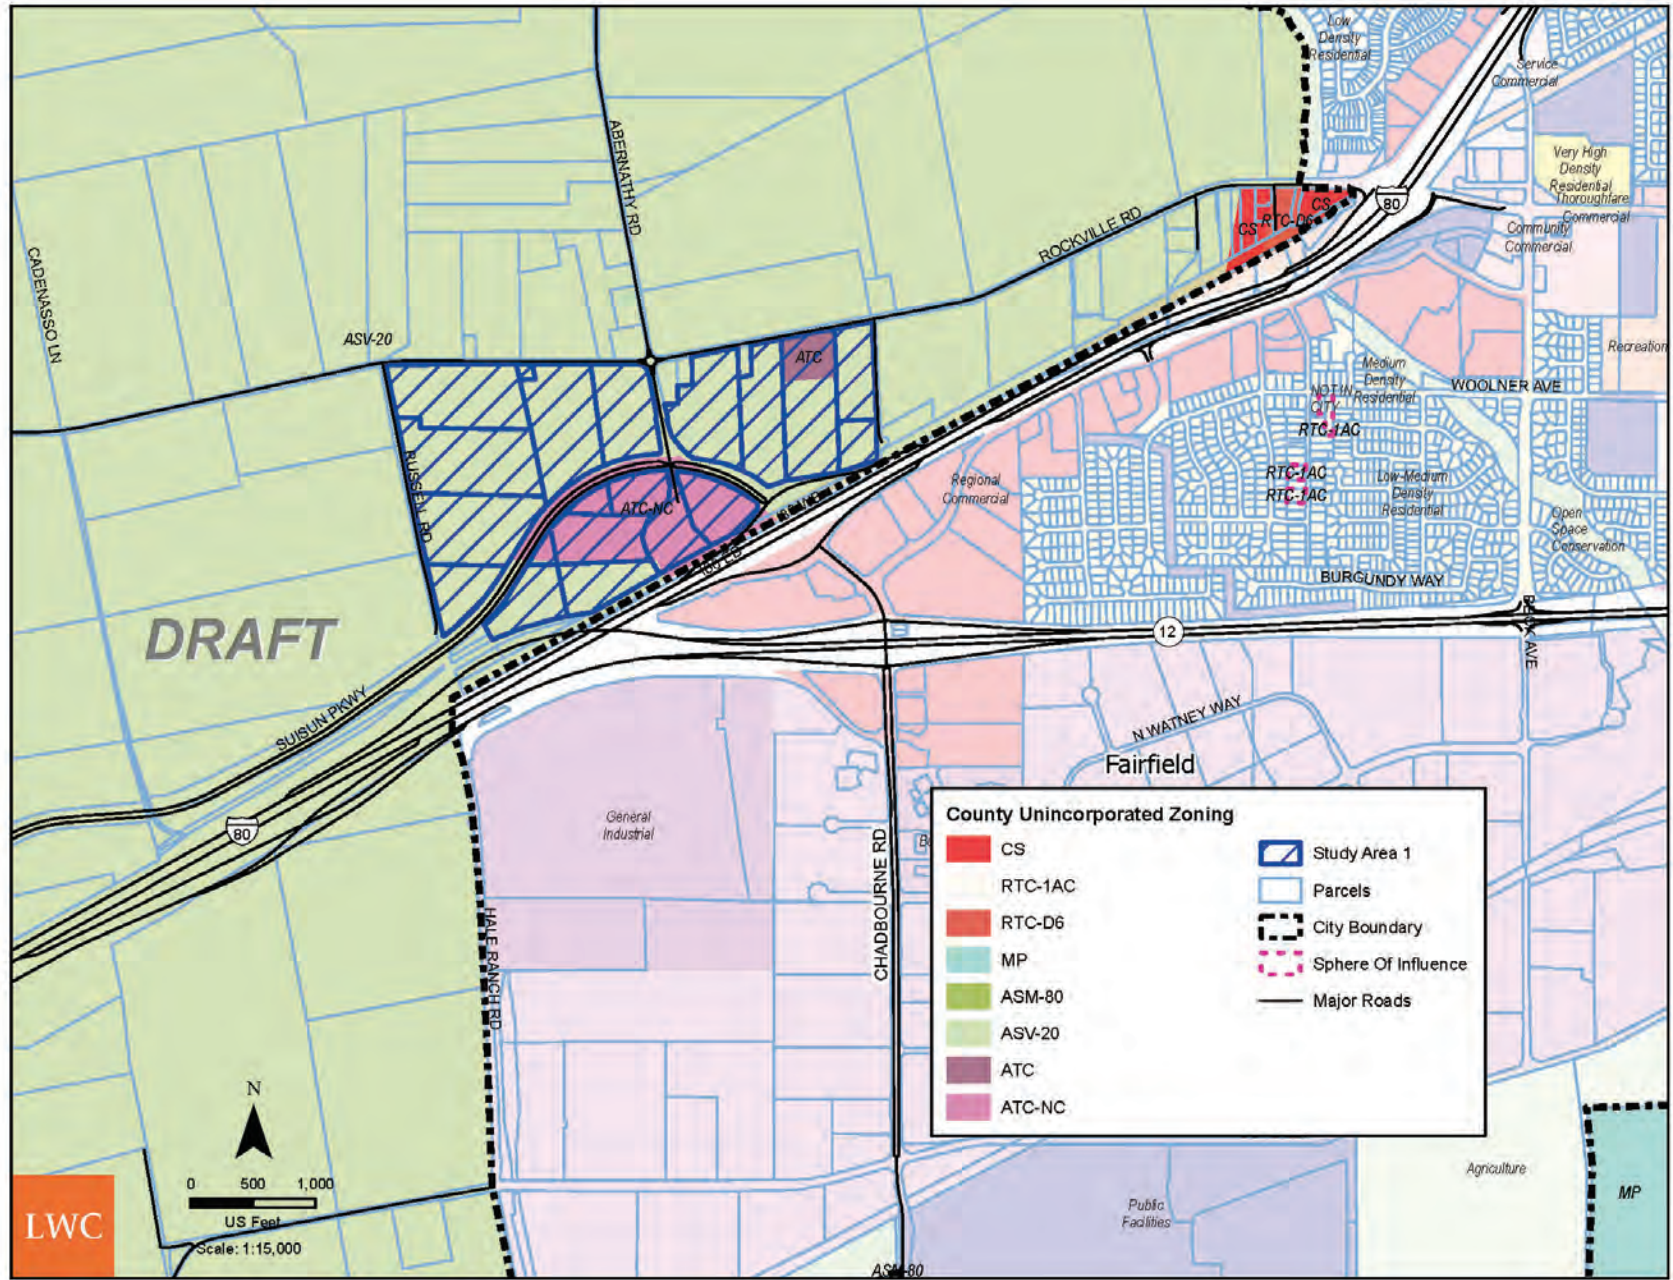 Low
Density
Residential
Service
Commercial
ABERNATHY RD
Very High
Density
Residential
Thoroughfare
Commercial
80
CS
RTC-D6
CS
Community
Commercial
ROCKVILLE RD
CADENASSO LN
ASV-20
ATC
Recreation
Medium
Density
Residential
WOOLNER AVE
NOT IN
CITY
RTC-1AC
RUSSELL RD
Regional
Commercial
RTC-1AC
RTC-1AC
Low-Medium
Density
Residential
ATC-NC
Open
Space
Conservation
BURGUNDY WAY
12
BECK AVE
DRAFT
SUISUN PKWY
N WATNEY WAY
Fairfield
80
General
Industrial
CHADBOURNE RD
HALE RANCH RD
County Unincorporated Zoning
CS
RTC-1AC
RTC-D6
MP
ASM-80
ASV-20
ATC
ATC-NC
Study Area 1
Parcels
City Boundary
Sphere Of Influence
Major Roads
N
0 500 1,000
US Feet
Scale: 1:15,000
LWC
Agriculture
MP
Public
Facilities
ASM-80